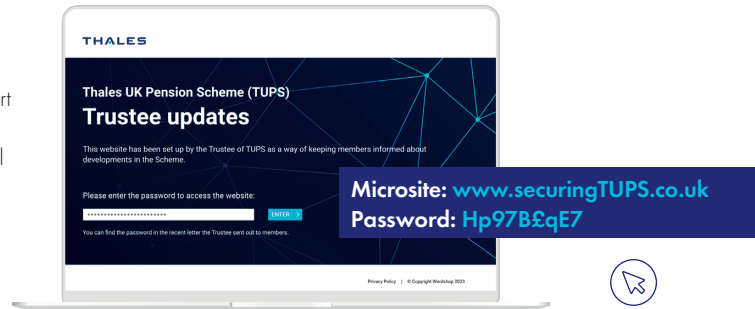 THALES
Thales UK Pension Scheme (TUPS)
Trustee updates
This website has been set up by the Trustee of TUPS as a way of keeping members informed about
developments in the Scheme.
Please enter the password to access the website:
ENTER
You can find the password in the recent letter the Trustee sent out to members.
Microsite: www.securingTUPS.co.uk
Password: Hp97B£qE7
Privacy Policy | © Copyright Wordshop 2023